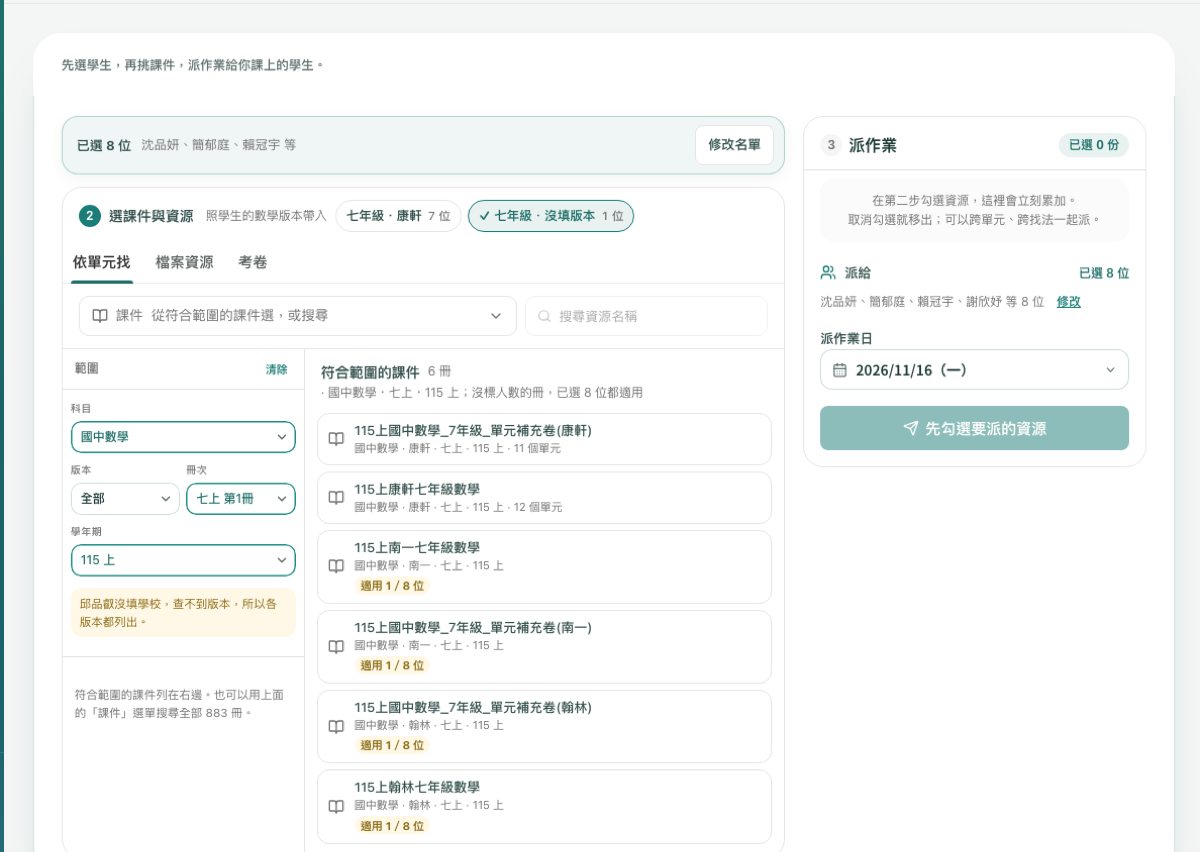 先選學生，再挑課件，派作業給你課上的學生。
已選 8 位 沈品妍、簡郁庭、賴冠宇 等
修改名單
2 選課件與資源 照學生的數學版本帶入 七年級 · 康軒 7 位 ✓ 七年級 · 沒填版本 1 位
依單元找 檔案資源 考卷
課件 從符合範圍的課件選，或搜尋
搜尋資源名稱
範圍 清除
科目
國中數學
版本 冊次
全部 七上 第1冊
學年期
115 上
邱品叡沒填學校，查不到版本，所以各
版本都列出。
符合範圍的課件列在右邊。也可以用上面
的「課件」選單搜尋全部 883 冊。
符合範圍的課件 6 冊
· 國中數學 · 七上 · 115 上；沒標人數的冊，已選 8 位都適用
115上國中數學_7年級_單元補充卷(康軒)
國中數學 · 康軒 · 七上 · 115 上 · 11 個單元
115上康軒七年級數學
國中數學 · 康軒 · 七上 · 115 上 · 12 個單元
115上南一七年級數學
國中數學 · 南一 · 七上 · 115 上
適用 1 / 8 位
115上國中數學_7年級_單元補充卷(南一)
國中數學 · 南一 · 七上 · 115 上
適用 1 / 8 位
115上國中數學_7年級_單元補充卷(翰林)
國中數學 · 翰林 · 七上 · 115 上
適用 1 / 8 位
115上翰林七年級數學
國中數學 · 翰林 · 七上 · 115 上
適用 1 / 8 位
3 派作業 已選 0 份
在第二步勾選資源，這裡會立刻累加。
取消勾選就移出；可以跨單元、跨找法一起派。
派給 已選 8 位
沈品妍、簡郁庭、賴冠宇、謝欣妤 等 8 位 修改
派作業日
2026/11/16（一）
先勾選要派的資源